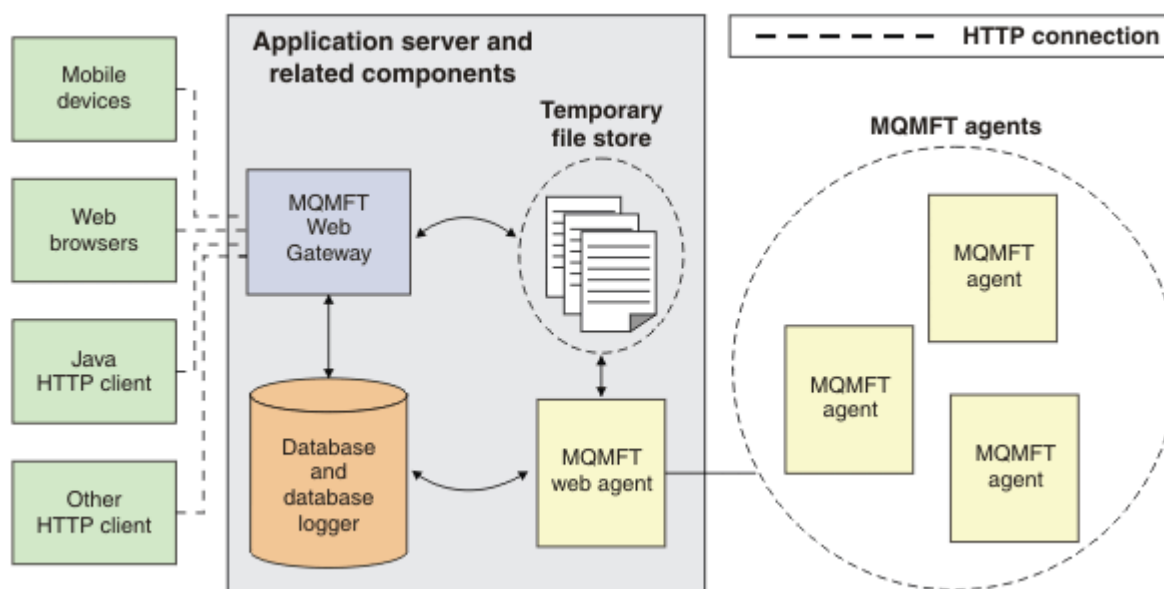 Application server and
related components
HTTP connection
Mobile
devices
Web
browsers
Java
HTTP client
Other
HTTP client
MQMFT
Web
Gateway
Temporary
file store
Database
and
database
logger
MQMFT
web agent
MQMFT agents
MQMFT
agent
MQMFT
agent
MQMFT
agent